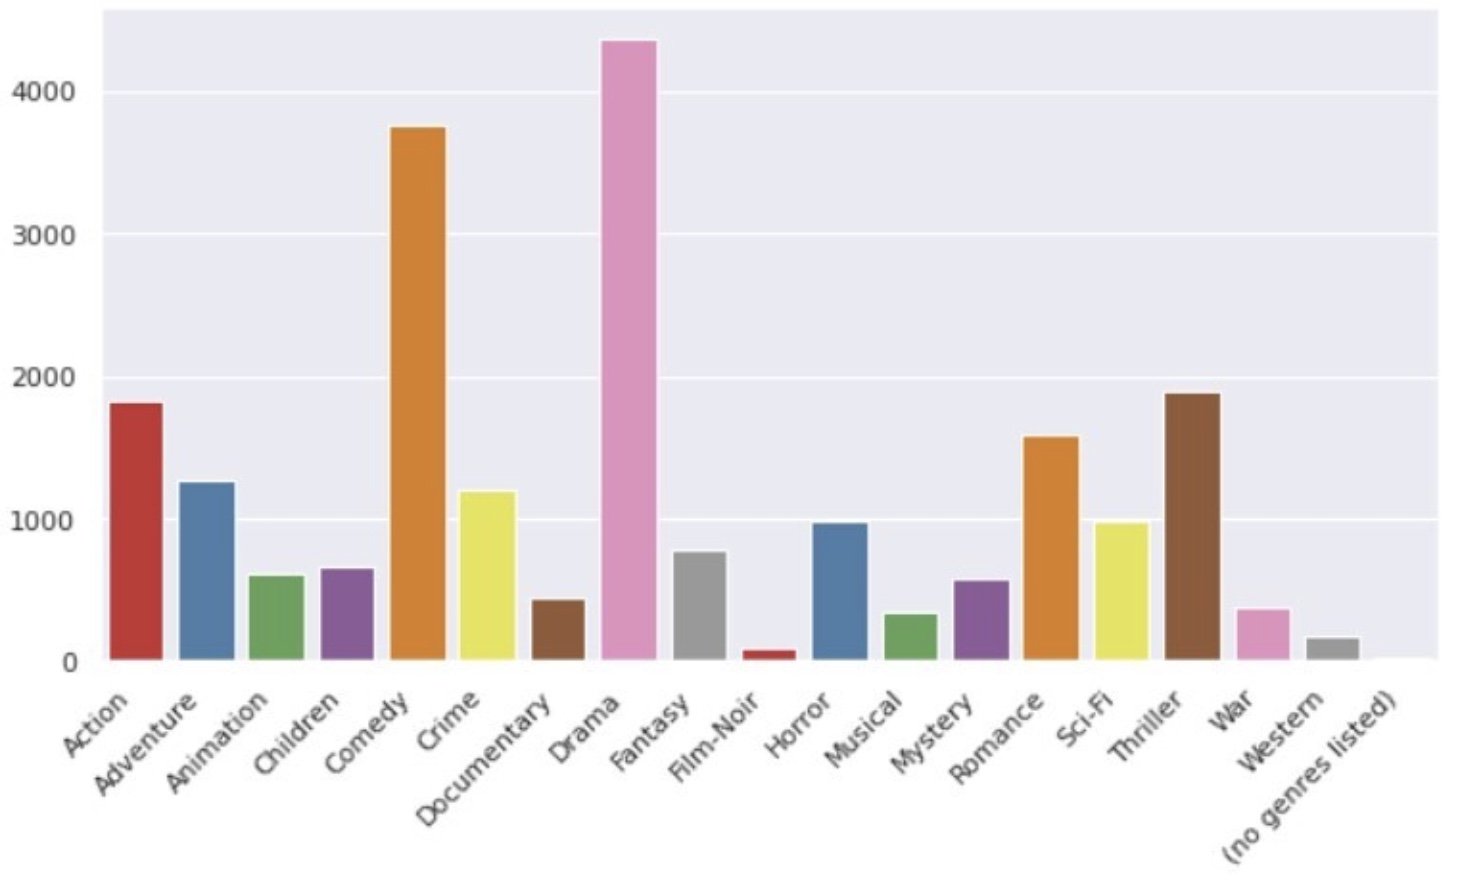 4000
3000
2000
1000
0
Action
Adventure
Animation
Children
Comedy
Crime
Documentary
Drama
Fantasy
Film-Noir
Horror
Musical
Mystery
Romance
Sci-Fi
Thriller
War
Western
(no genres listed)